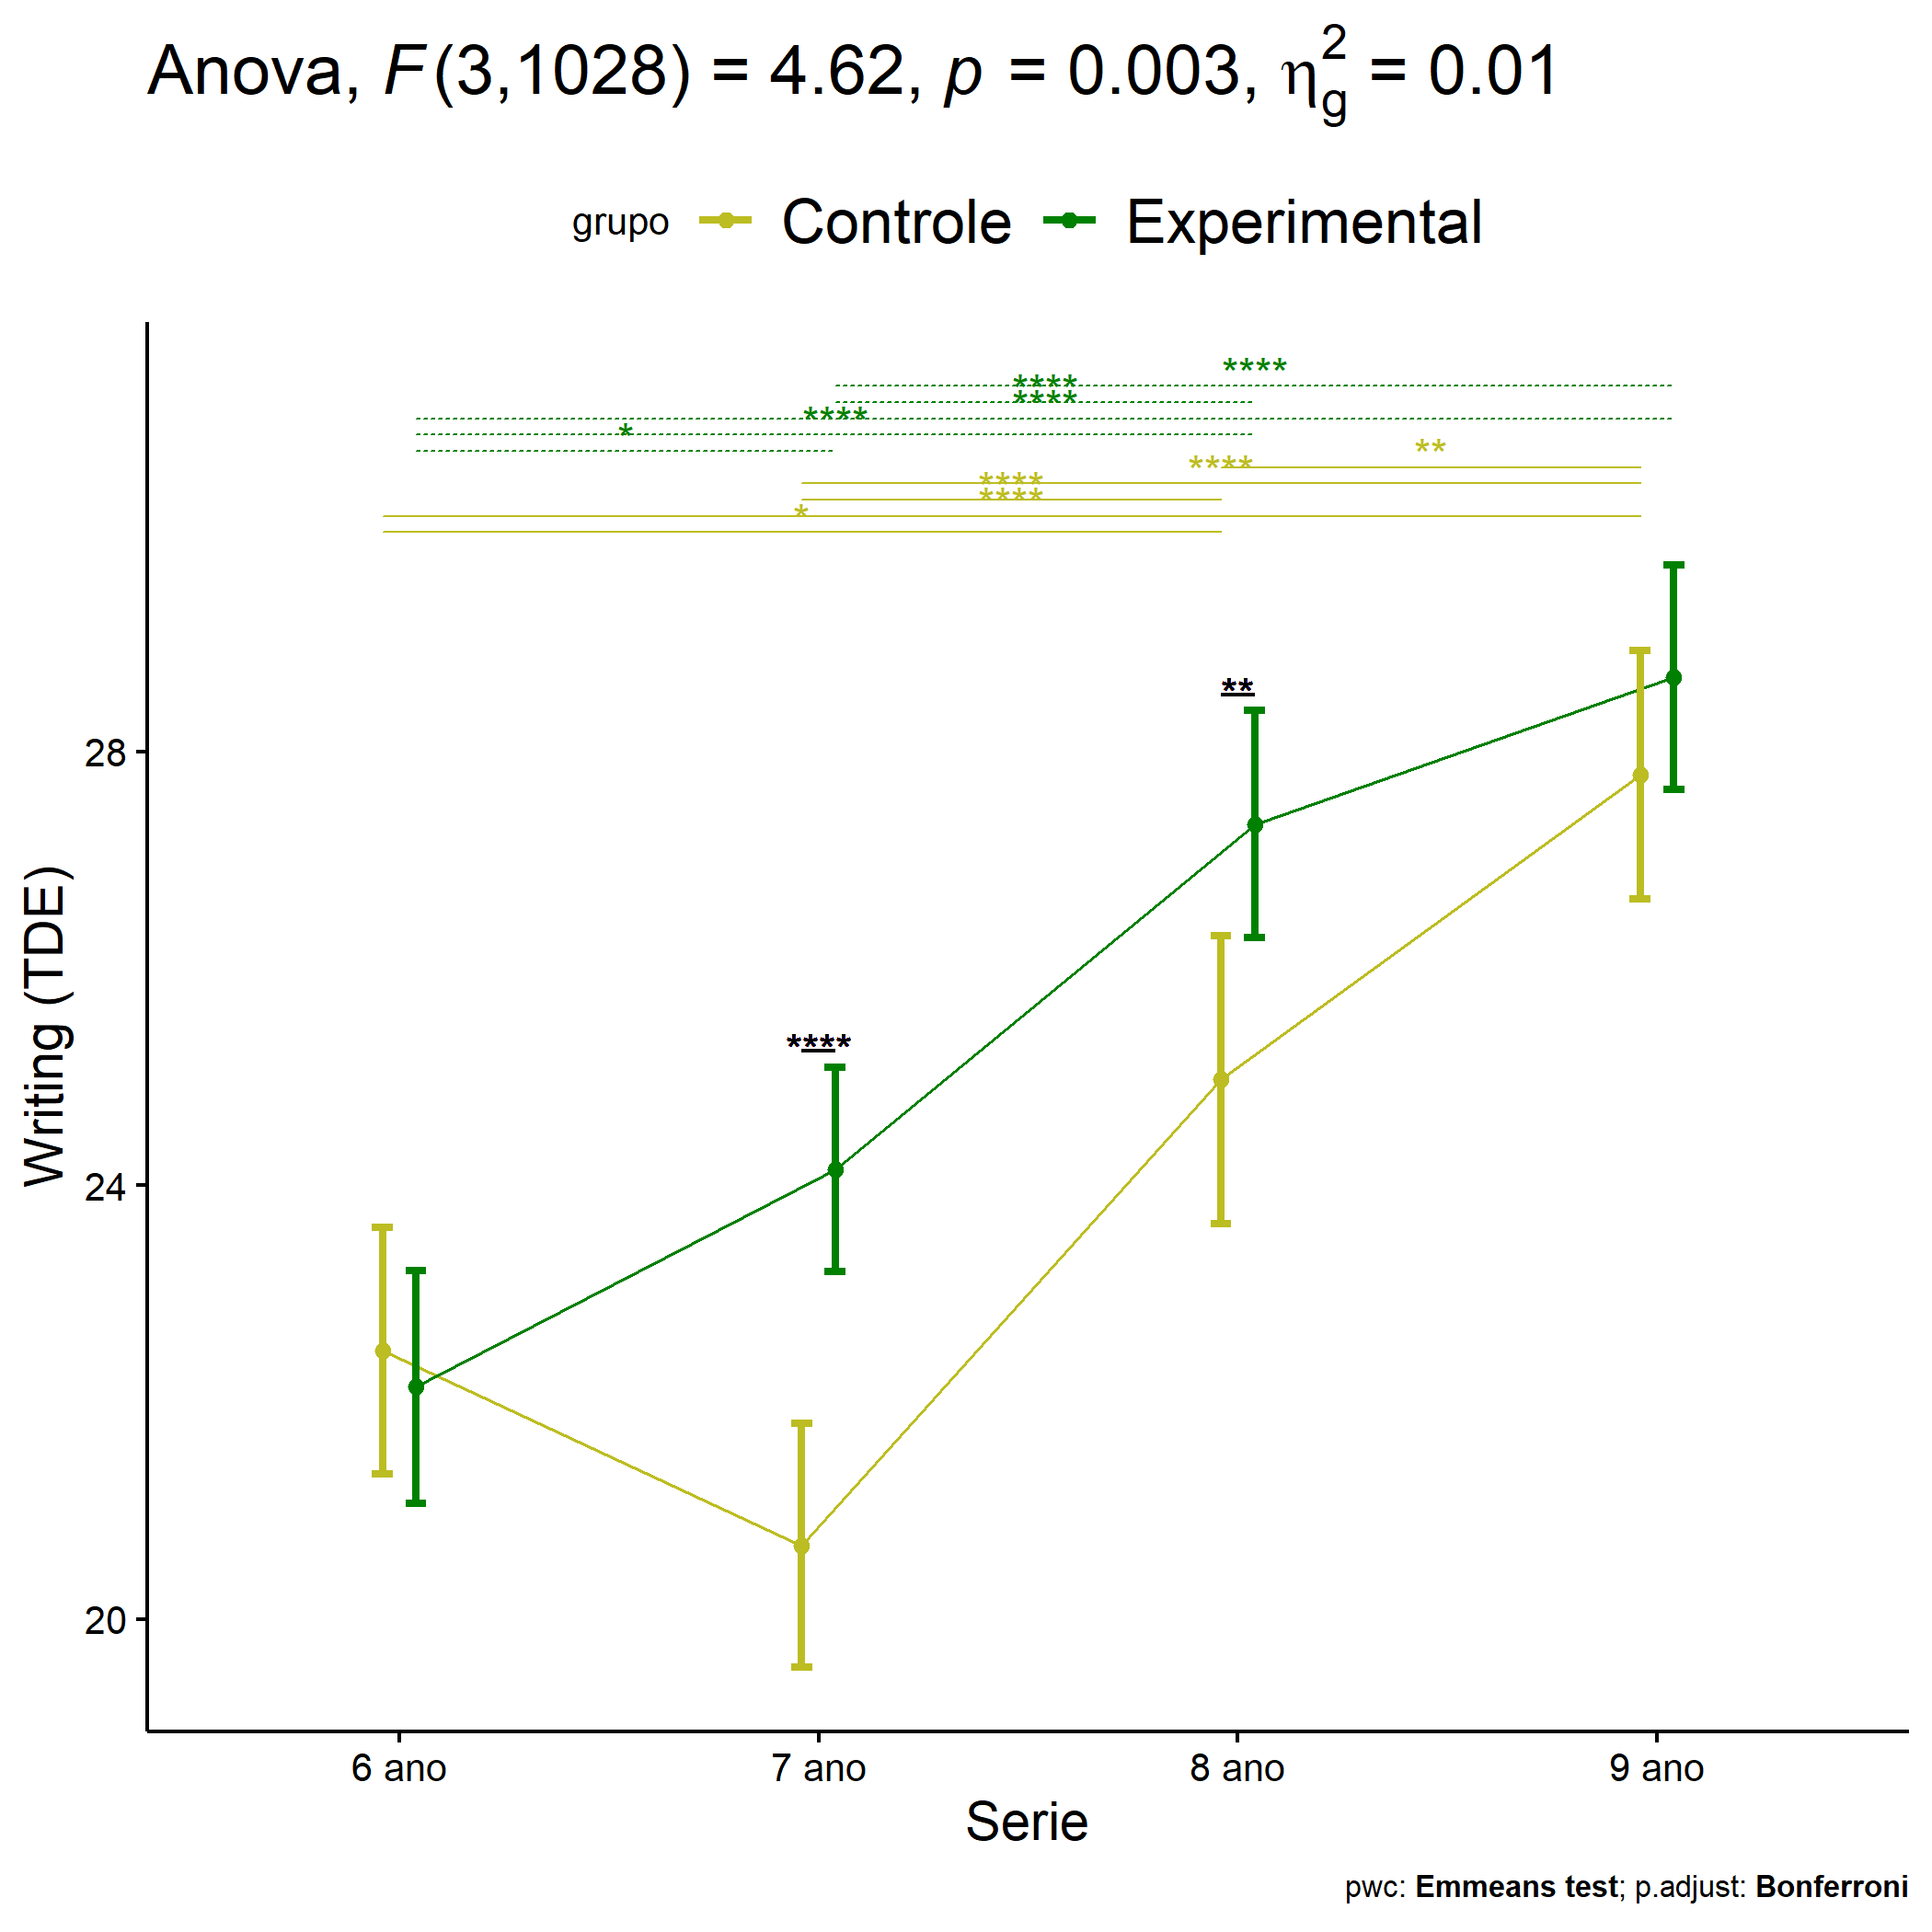 Anova, F(3,1028) = 4.62, p = 0.003, η²g = 0.01
grupo Controle Experimental
****
****
****
****
*
**
****
****
****
*
**
****
28
24
20
Writing (TDE)
6 ano 7 ano 8 ano 9 ano
Serie
pwc: Emmeans test; p.adjust: Bonferroni